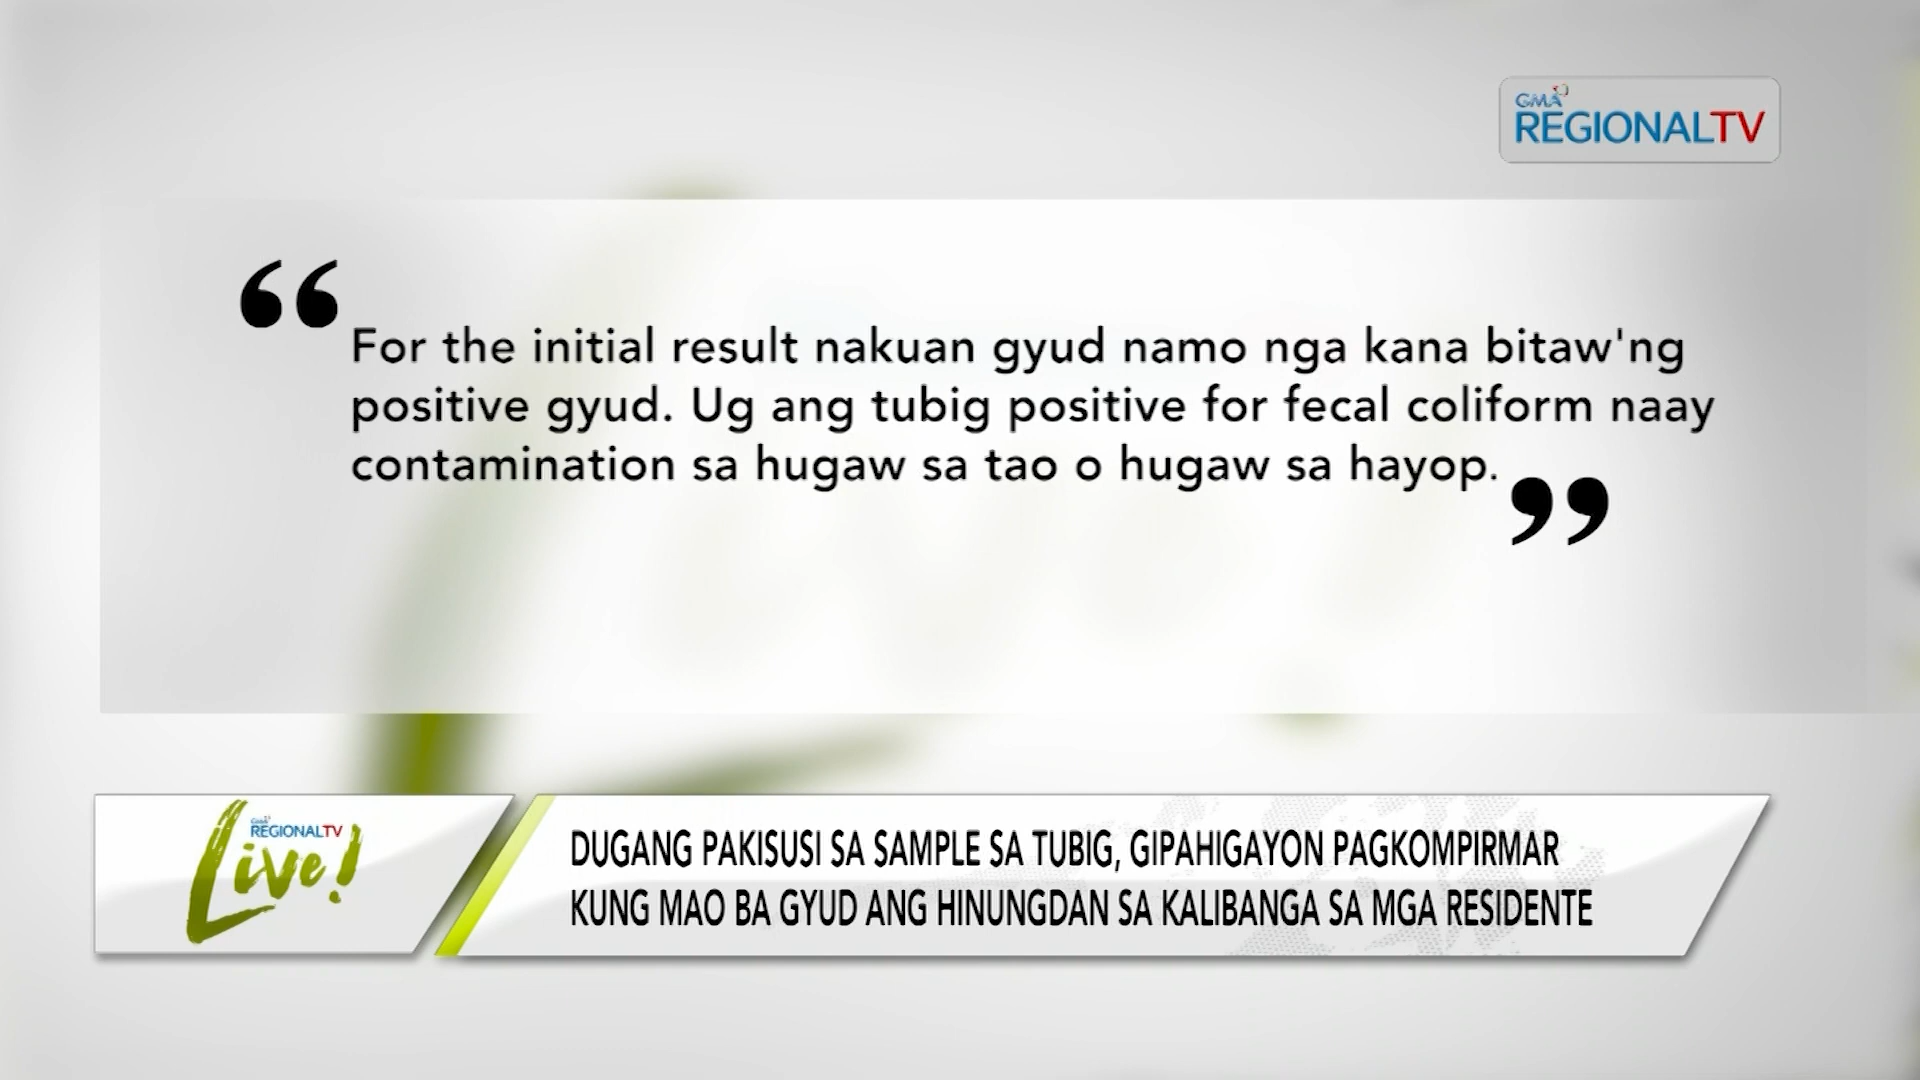 GMA
REGIONALTV
“
For the initial result nakuan gyud namo nga kana bitaw'ng
positive gyud. Ug ang tubig positive for fecal coliform naay
contamination sa hugaw sa tao o hugaw sa hayop.
”
GMA
REGIONALTV
Live!
DUGANG PAKISUSI SA SAMPLE SA TUBIG, GIPAHIGAYON PAGKOMPIRMAR
KUNG MAO BA GYUD ANG HINUNGDAN SA KALIBANGA SA MGA RESIDENTE